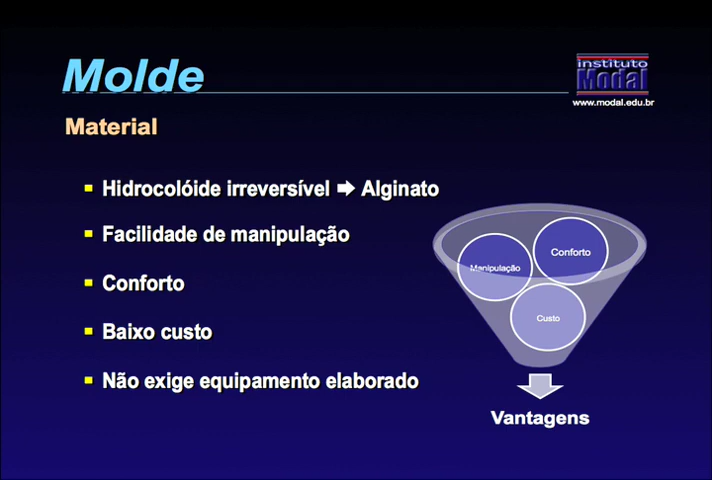 Molde
instituto
Modal
www.modal.edu.br
Material
Hidrocolóide irreversível ➡ Alginato
Facilidade de manipulação
Conforto
Baixo custo
Não exige equipamento elaborado
Manipulação
Conforto
Custo
Vantagens